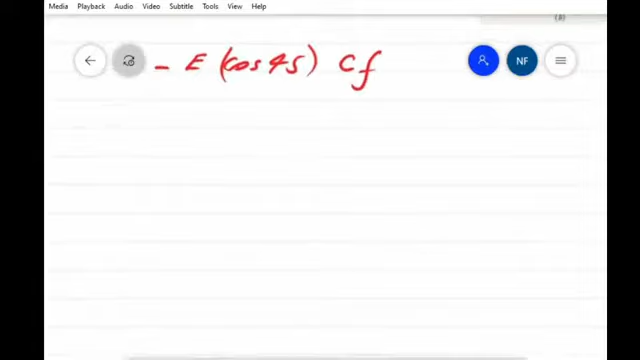 Media Playback Audio Video Subtitle Tools View Help
(a)
- E (cos 45) Cf
NF